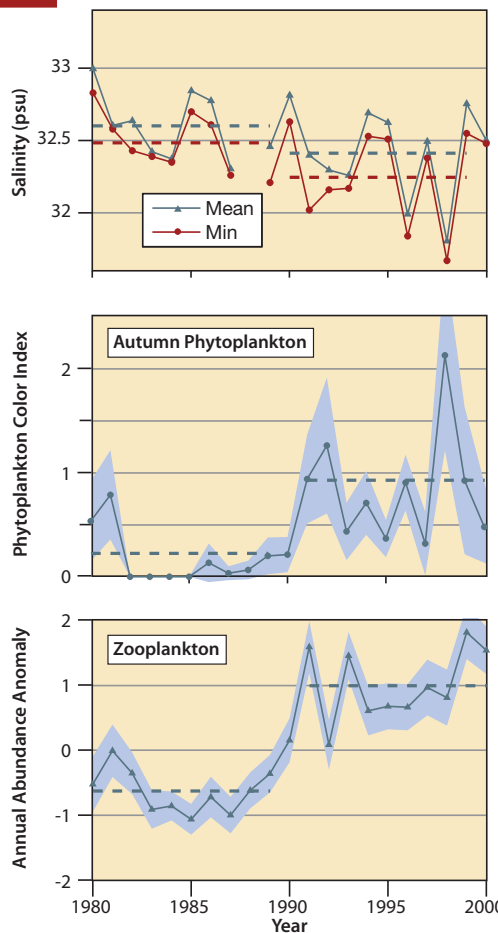 Salinity (psu)
33
32.5
32
Mean
Min
Phytoplankton Color Index
Autumn Phytoplankton
2
1
0
Annual Abundance Anomaly
Zooplankton
2
1
0
-1
-2
1980
1985
1990
1995
2000
Year